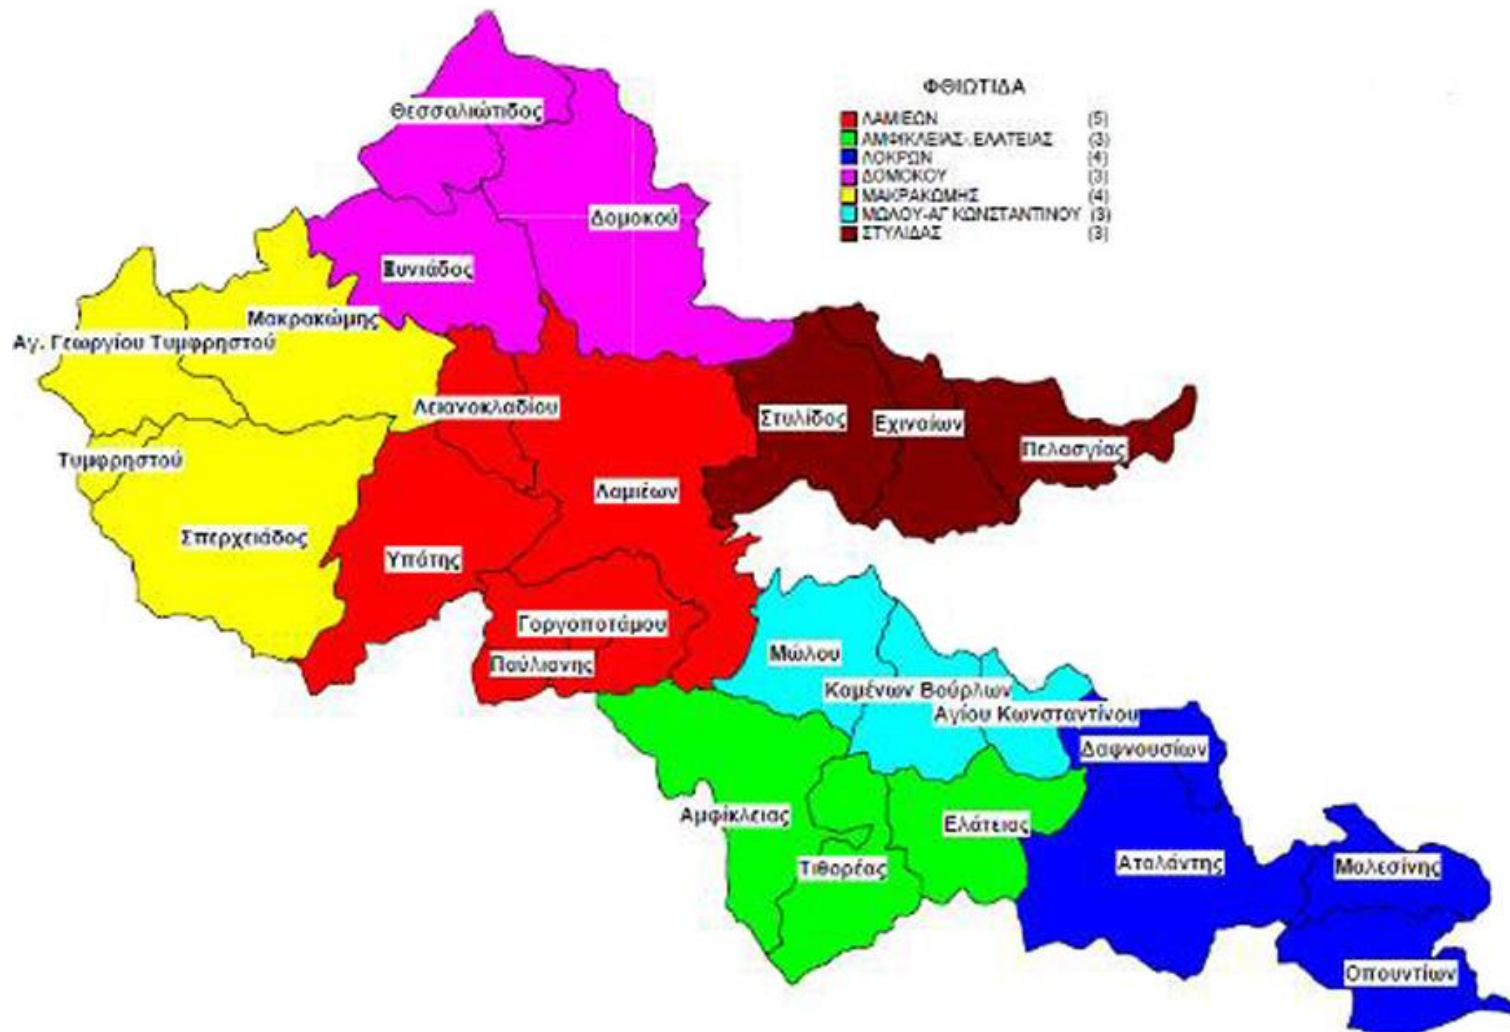 ΦΘΙΩΤΙΔΑ
ΛΑΜΙΕΩΝ (5)
ΑΜΦΙΚΛΕΙΑΣ-.ΕΛΑΤΕΙΑΣ (3)
ΛΟΚΡΩΝ (4)
ΔΟΜΟΚΟΥ (3)
ΜΑΚΡΑΚΩΜΗΣ (4)
ΜΩΛΟΥ-ΑΓ ΚΩΝΣΤΑΝΤΙΝΟΥ (3)
ΣΤΥΛΙΔΑΣ (3)
Θεσσαλιώτιδος
Δομοκού
Ξυνιάδος
Μακρακώμης
Αγ. Γεωργίου Τυμφρηστού
Λειανοκλαδίου
Στυλίδος
Εχιναίων
Πελασγίας
Τυμφρηστού
Λαμιέων
Σπερχειάδος
Υπάτης
Γοργοποτάμου
Παύλιανης
Μώλου
Καμένων Βούρλων
Αγίου Κωνσταντίνου
Δαφνουσίων
Αμφίκλειας
Ελάτειας
Τιθορέας
Αταλάντης
Μαλεσίνης
Οπουντίων